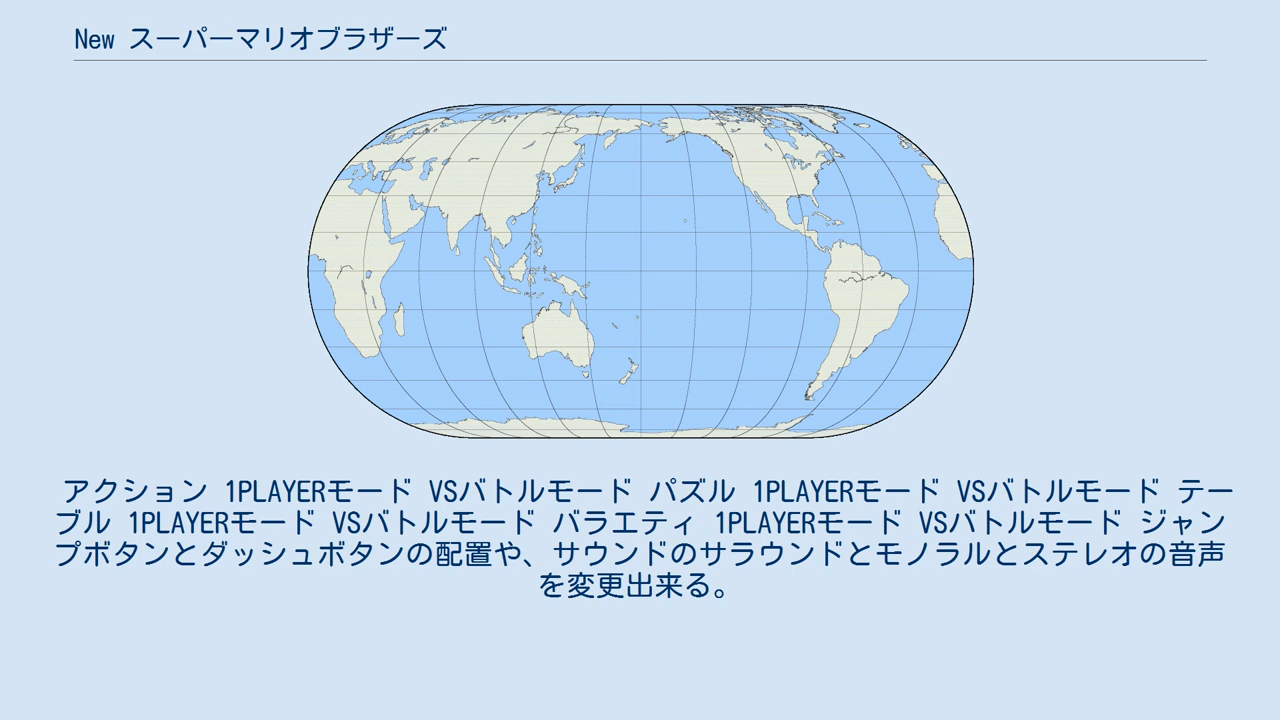 New スーパーマリオブラザーズ
アクション 1PLAYERモード VSバトルモード パズル 1PLAYERモード VSバトルモード テー
ブル 1PLAYERモード VSバトルモード バラエティ 1PLAYERモード VSバトルモード ジャン
プボタンとダッシュボタンの配置や、サウンドのサラウンドとモノラルとステレオの音声
を変更出来る。